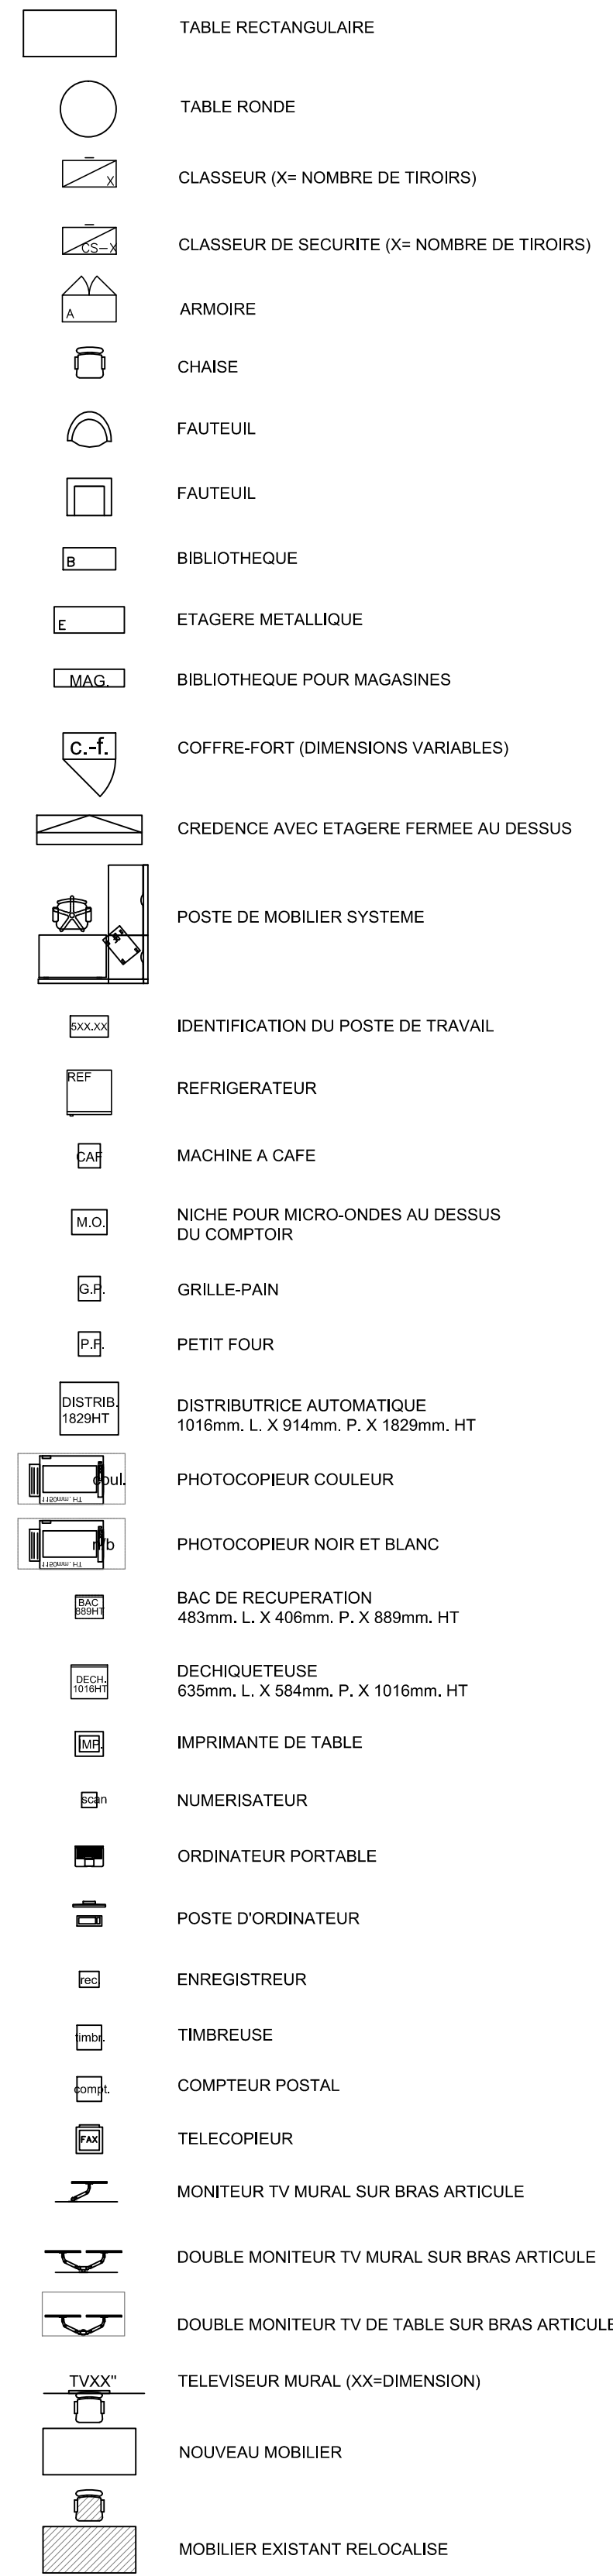 TABLE RECTANGULAIRE
TABLE RONDE
X
CLASSEUR (X= NOMBRE DE TIROIRS)
CS-X
CLASSEUR DE SECURITE (X= NOMBRE DE TIROIRS)
A
ARMOIRE
CHAISE
FAUTEUIL
FAUTEUIL
B
BIBLIOTHEQUE
E
ETAGERE METALLIQUE
MAG.
BIBLIOTHEQUE POUR MAGASINES
c.-f.
COFFRE-FORT (DIMENSIONS VARIABLES)
CREDENCE AVEC ETAGERE FERMEE AU DESSUS
POSTE DE MOBILIER SYSTEME
5XX.XX
IDENTIFICATION DU POSTE DE TRAVAIL
REF
REFRIGERATEUR
CAF
MACHINE A CAFE
M.O.
NICHE POUR MICRO-ONDES AU DESSUS
DU COMPTOIR
G.P.
GRILLE-PAIN
P.F.
PETIT FOUR
DISTRIB.
1829HT
DISTRIBUTRICE AUTOMATIQUE
1016mm. L. X 914mm. P. X 1829mm. HT
coul.
1150mm. HT
PHOTOCOPIEUR COULEUR
n/b
1150mm. HT
PHOTOCOPIEUR NOIR ET BLANC
BAC
889HT
BAC DE RECUPERATION
483mm. L. X 406mm. P. X 889mm. HT
DECH.
1016HT
DECHIQUETEUSE
635mm. L. X 584mm. P. X 1016mm. HT
IMP.
IMPRIMANTE DE TABLE
scan
NUMERISATEUR
ORDINATEUR PORTABLE
POSTE D'ORDINATEUR
rec.
ENREGISTREUR
timbr.
TIMBREUSE
compt.
COMPTEUR POSTAL
FAX
TELECOPIEUR
MONITEUR TV MURAL SUR BRAS ARTICULE
DOUBLE MONITEUR TV MURAL SUR BRAS ARTICULE
DOUBLE MONITEUR TV DE TABLE SUR BRAS ARTICULE
TVXX"
TELEVISEUR MURAL (XX=DIMENSION)
NOUVEAU MOBILIER
MOBILIER EXISTANT RELOCALISE